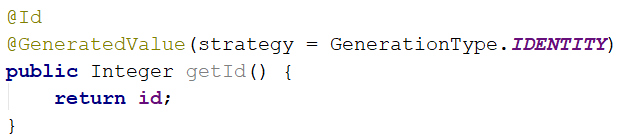 @Id
@GeneratedValue(strategy = GenerationType.IDENTITY)
public Integer getId() {
    return id;
}